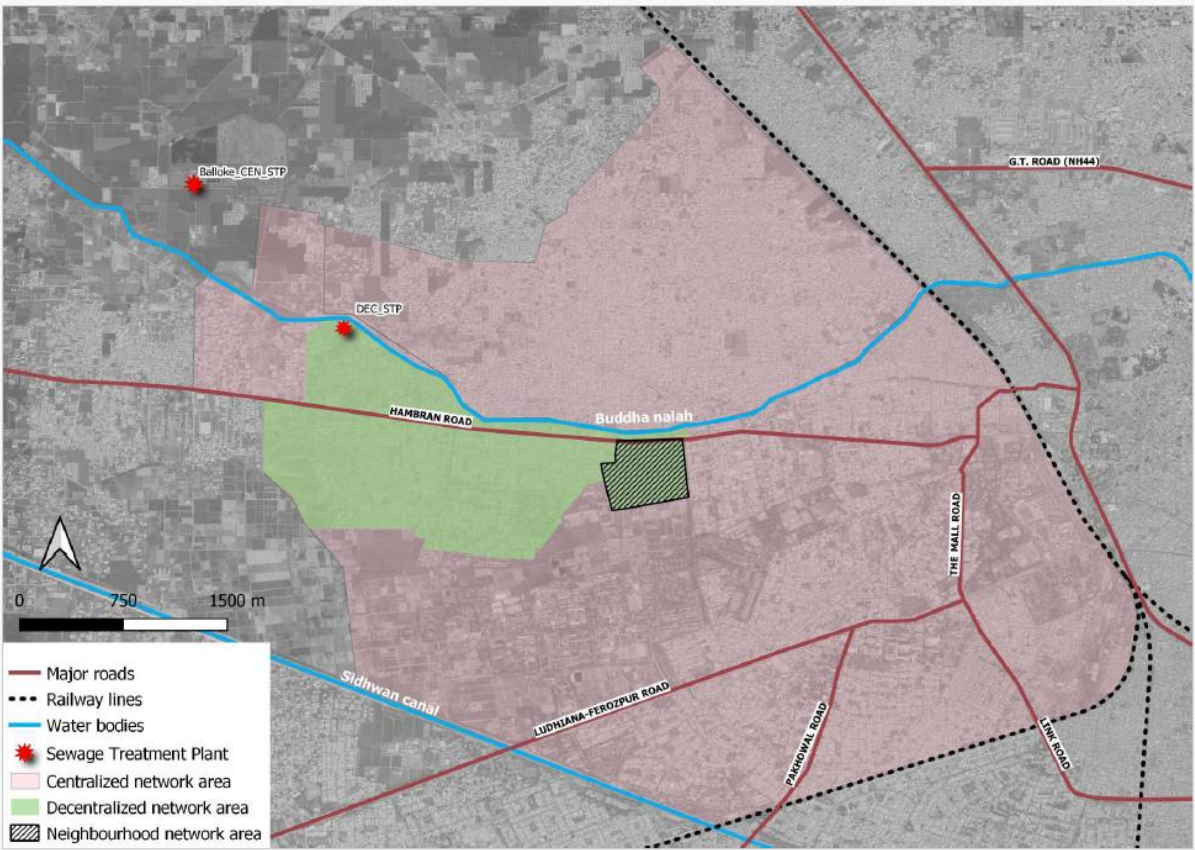 G.T. ROAD (NH44)
Balloke_CEN_STP
DEC_STP
HAMBRAN ROAD
Buddha nalah
THE MALL ROAD
0 750 1500 m
Sidhwan canal
LUDHIANA-FEROZPUR ROAD
PAKHOWAL ROAD
LINK ROAD
Major roads
Railway lines
Water bodies
Sewage Treatment Plant
Centralized network area
Decentralized network area
Neighbourhood network area